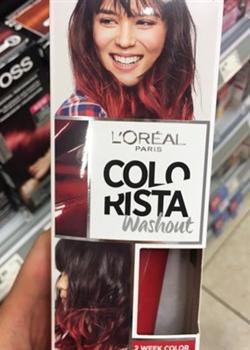 OSS
L'ORÉAL
PARIS
COLO
RISTA
Washout
2 WEEK COLOR